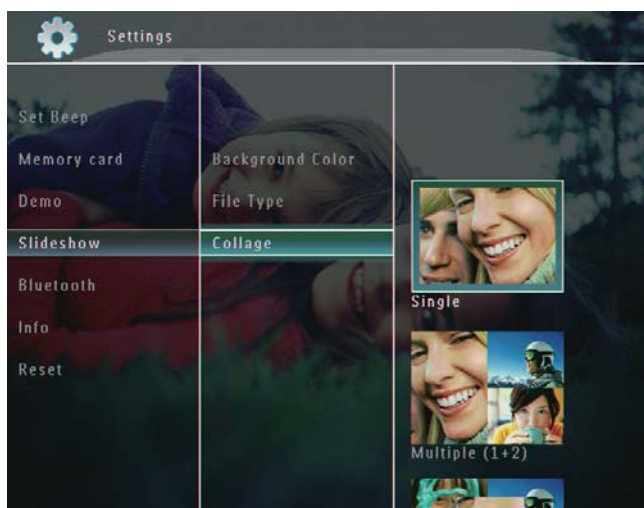 Settings
Set Beep
Memory card
Demo
Slideshow
Bluetooth
Info
Reset
Background Color
File Type
Collage
Single
Multiple (1+2)